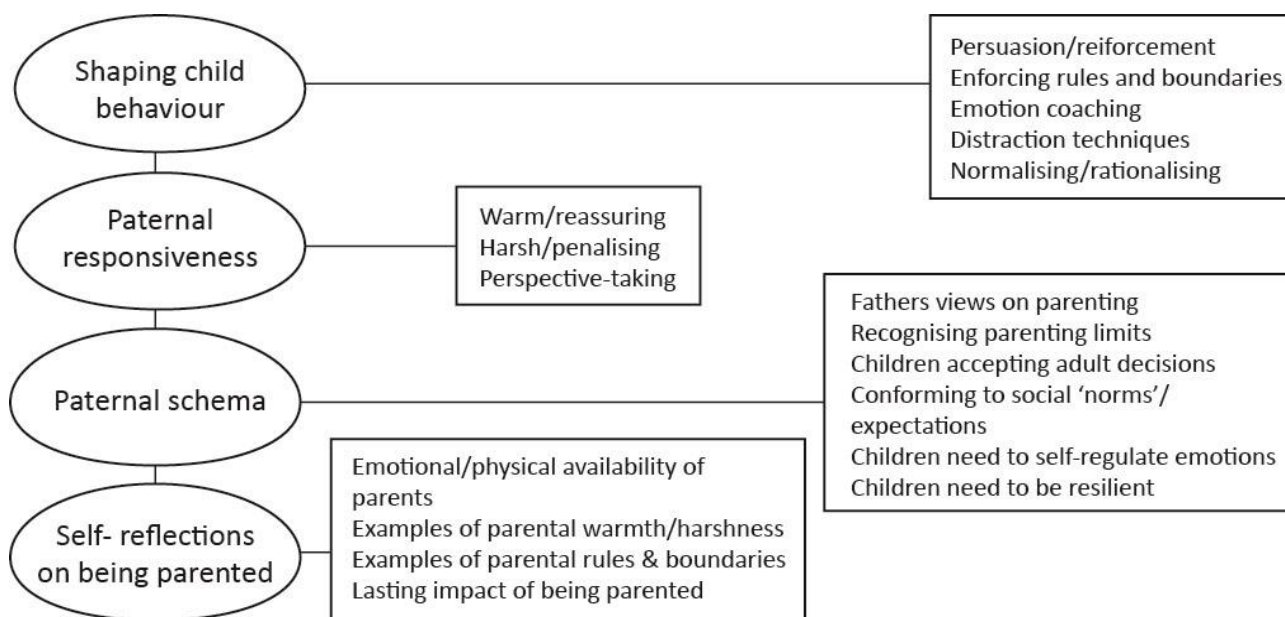 Shaping child
behaviour
Persuasion/reiforcement
Enforcing rules and boundaries
Emotion coaching
Distraction techniques
Normalising/rationalising
Paternal
responsiveness
Warm/reassuring
Harsh/penalising
Perspective-taking
Paternal schema
Fathers views on parenting
Recognising parenting limits
Children accepting adult decisions
Conforming to social ‘norms’/
expectations
Children need to self-regulate emotions
Children need to be resilient
Self- reflections
on being parented
Emotional/physical availability of
parents
Examples of parental warmth/harshness
Examples of parental rules & boundaries
Lasting impact of being parented